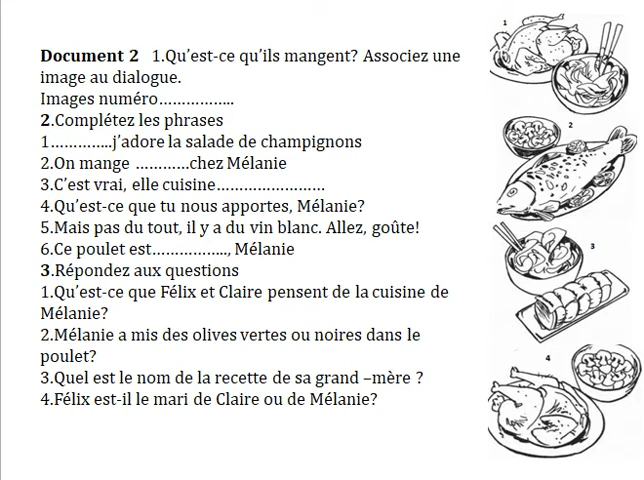 Document 2 1.Qu’est-ce qu’ils mangent? Associez une
image au dialogue.
Images numéro……………..
2.Complétez les phrases
1…………..j’adore la salade de champignons
2.On mange ………..chez Mélanie
3.C’est vrai, elle cuisine……………………
4.Qu’est-ce que tu nous apportes, Mélanie?
5.Mais pas du tout, il y a du vin blanc. Allez, goûte!
6.Ce poulet est…………….., Mélanie
3.Répondez aux questions
1.Qu’est-ce que Félix et Claire pensent de la cuisine de
Mélanie?
2.Mélanie a mis des olives vertes ou noires dans le
poulet?
3.Quel est le nom de la recette de sa grand –mère ?
4.Félix est-il le mari de Claire ou de Mélanie?
1
2
3
4